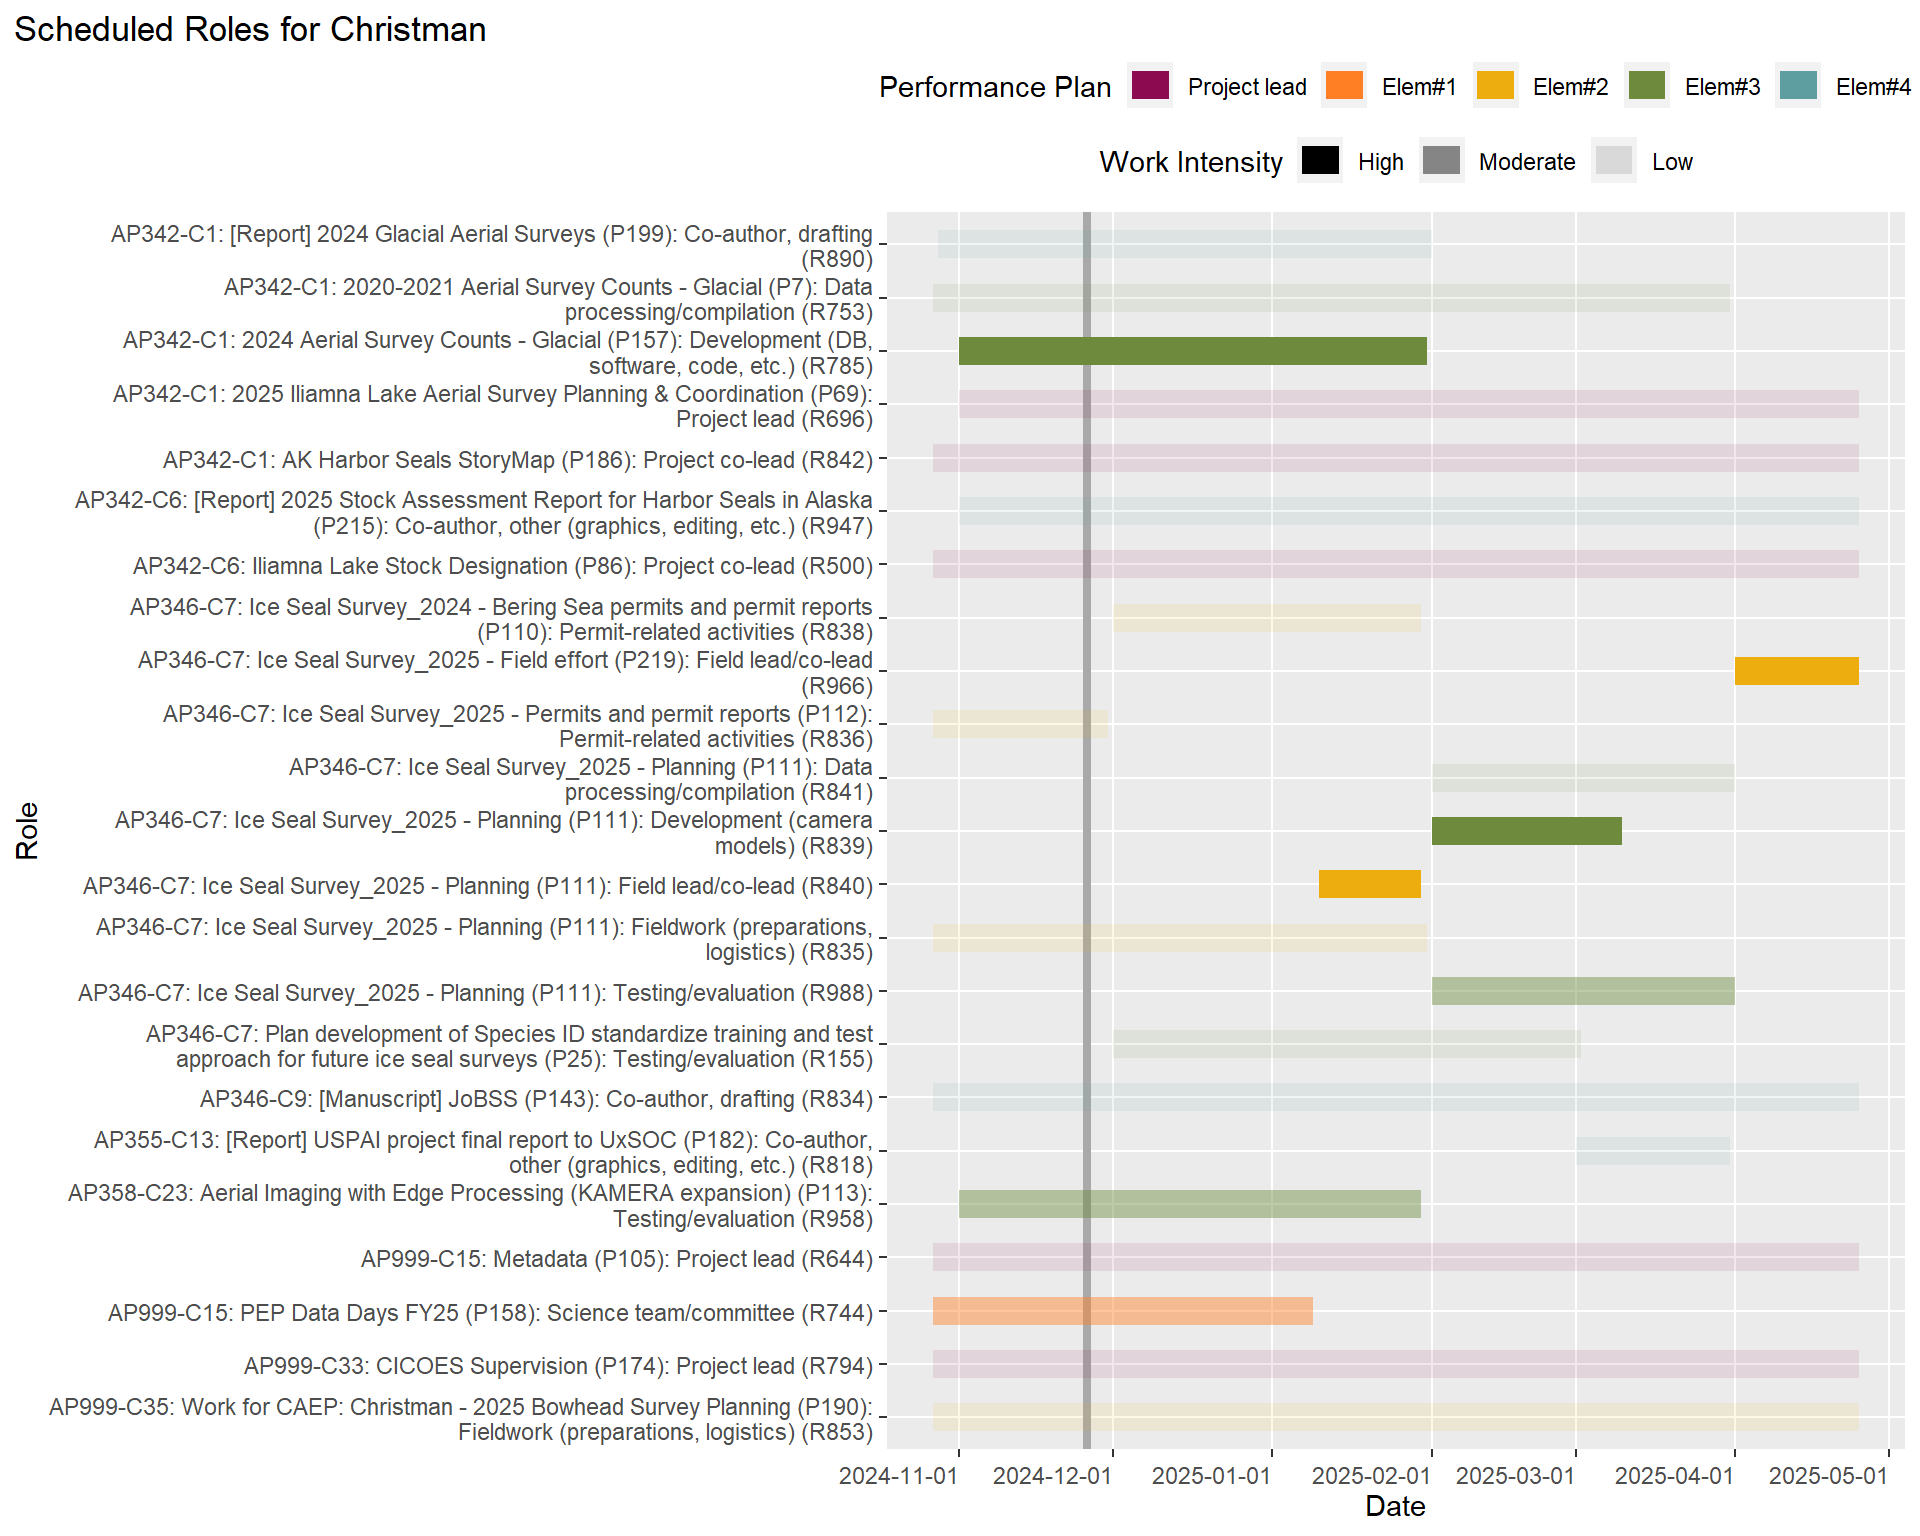 Scheduled Roles for Christman
Performance Plan Project lead Elem#1 Elem#2 Elem#3 Elem#4
Work Intensity High Moderate Low
AP342-C1: [Report] 2024 Glacial Aerial Surveys (P199): Co-author, drafting
(R890)
AP342-C1: 2020-2021 Aerial Survey Counts - Glacial (P7): Data
processing/compilation (R753)
AP342-C1: 2024 Aerial Survey Counts - Glacial (P157): Development (DB,
software, code, etc.) (R785)
AP342-C1: 2025 Iliamna Lake Aerial Survey Planning & Coordination (P69):
Project lead (R696)
AP342-C1: AK Harbor Seals StoryMap (P186): Project co-lead (R842)
AP342-C6: [Report] 2025 Stock Assessment Report for Harbor Seals in Alaska
(P215): Co-author, other (graphics, editing, etc.) (R947)
AP342-C6: Iliamna Lake Stock Designation (P86): Project co-lead (R500)
AP346-C7: Ice Seal Survey_2024 - Bering Sea permits and permit reports
(P110): Permit-related activities (R838)
AP346-C7: Ice Seal Survey_2025 - Field effort (P219): Field lead/co-lead
(R966)
AP346-C7: Ice Seal Survey_2025 - Permits and permit reports (P112):
Permit-related activities (R836)
AP346-C7: Ice Seal Survey_2025 - Planning (P111): Data
processing/compilation (R841)
AP346-C7: Ice Seal Survey_2025 - Planning (P111): Development (camera
models) (R839)
AP346-C7: Ice Seal Survey_2025 - Planning (P111): Field lead/co-lead (R840)
AP346-C7: Ice Seal Survey_2025 - Planning (P111): Fieldwork (preparations,
logistics) (R835)
AP346-C7: Ice Seal Survey_2025 - Planning (P111): Testing/evaluation (R988)
AP346-C7: Plan development of Species ID standardize training and test
approach for future ice seal surveys (P25): Testing/evaluation (R155)
AP346-C9: [Manuscript] JoBSS (P143): Co-author, drafting (R834)
AP355-C13: [Report] USPAI project final report to UxSOC (P182): Co-author,
other (graphics, editing, etc.) (R818)
AP358-C23: Aerial Imaging with Edge Processing (KAMERA expansion) (P113):
Testing/evaluation (R958)
AP999-C15: Metadata (P105): Project lead (R644)
AP999-C15: PEP Data Days FY25 (P158): Science team/committee (R744)
AP999-C33: CICOES Supervision (P174): Project lead (R794)
AP999-C35: Work for CAEP: Christman - 2025 Bowhead Survey Planning (P190):
Fieldwork (preparations, logistics) (R853)
Role
2024-11-01 2024-12-01 2025-01-01 2025-02-01 2025-03-01 2025-04-01 2025-05-01
Date